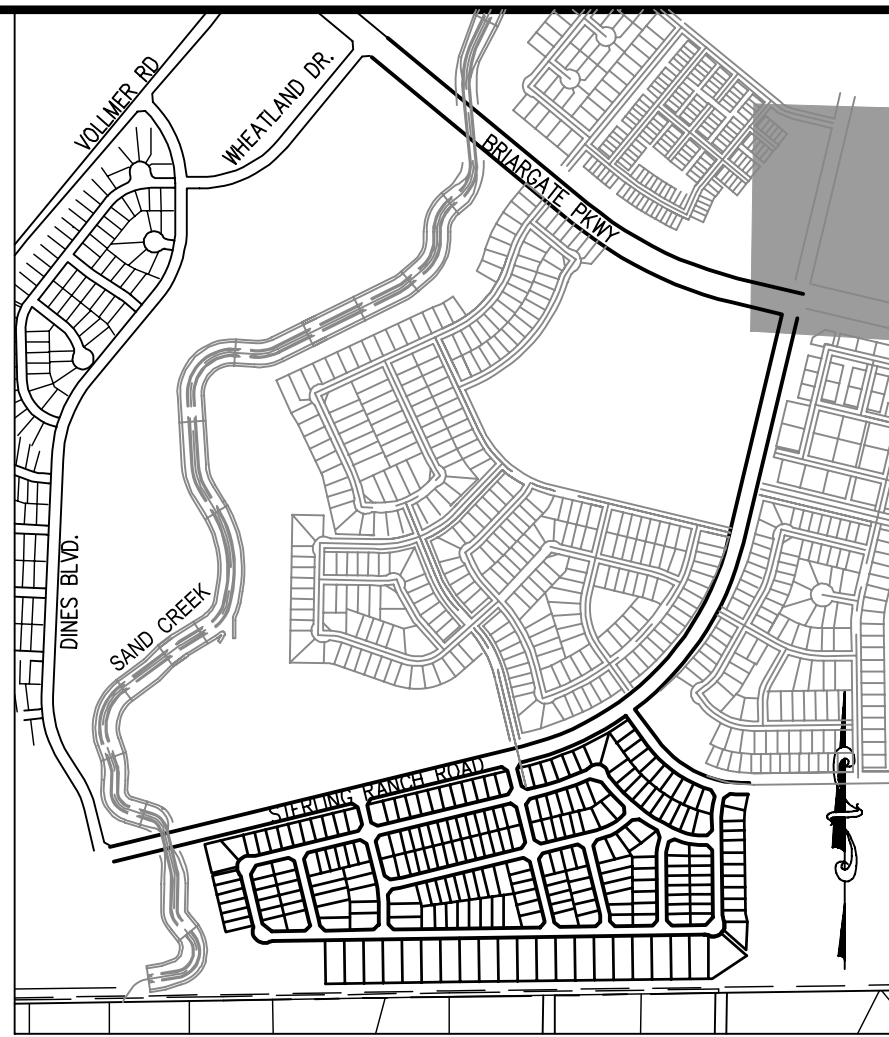 VOLLMER RD
WHEATLAND DR.
BRIARGATE PKWY
DINES BLVD.
SAND CREEK
STERLING RANCH ROAD